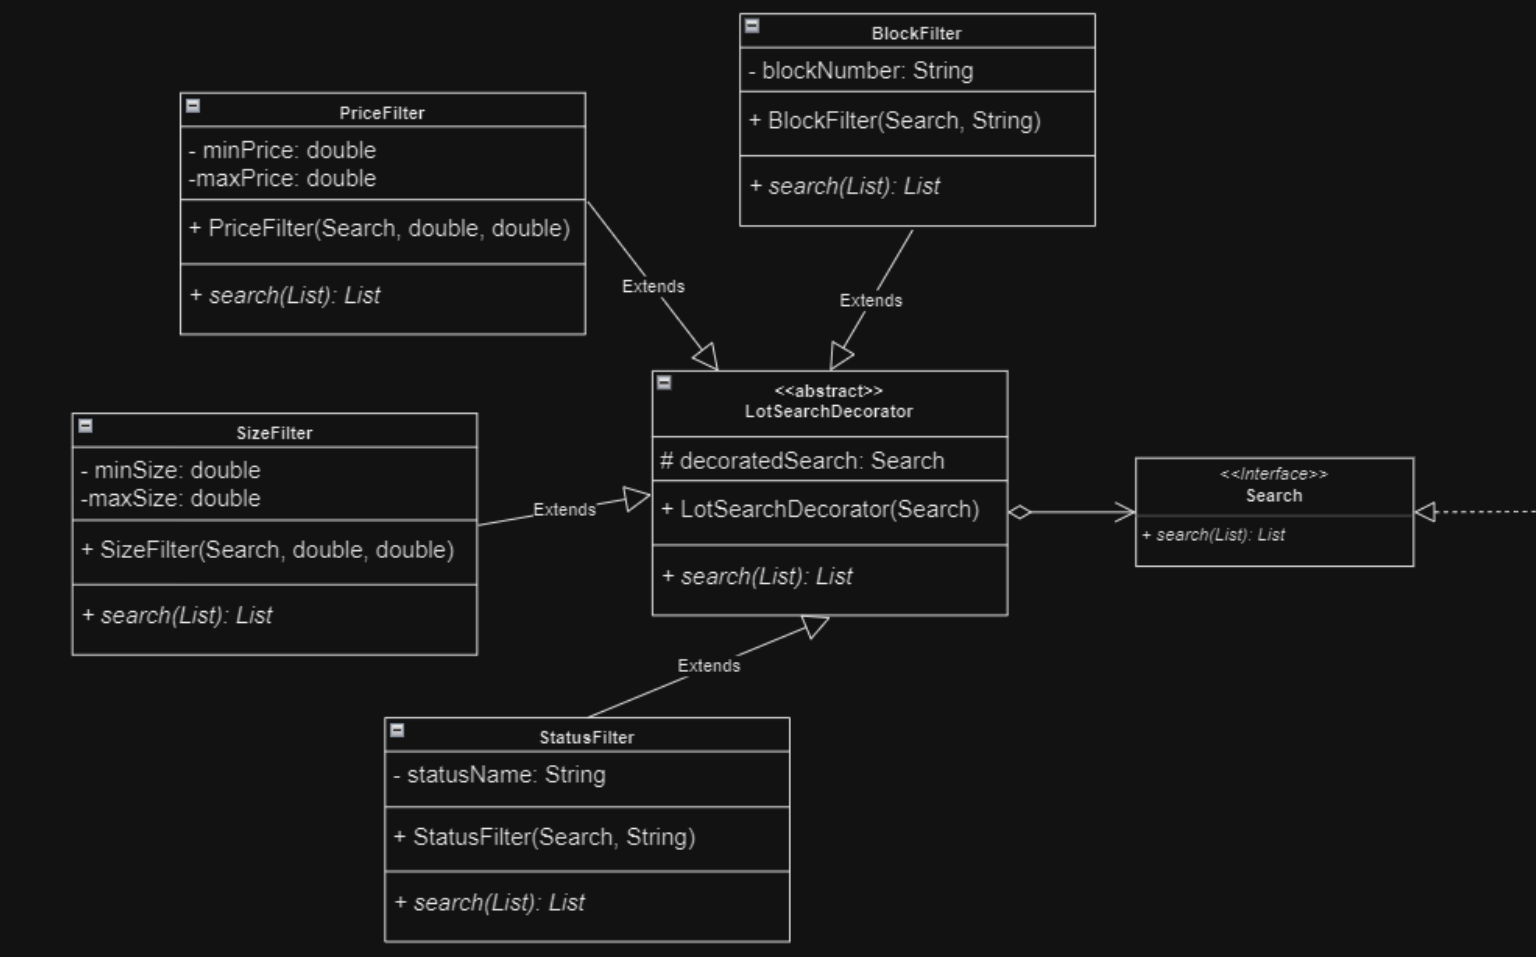 BlockFilter
- blockNumber: String
+ BlockFilter(Search, String)
+ search(List): List
PriceFilter
- minPrice: double
-maxPrice: double
+ PriceFilter(Search, double, double)
+ search(List): List
Extends
Extends
<<abstract>>
LotSearchDecorator
# decoratedSearch: Search
+ LotSearchDecorator(Search)
+ search(List): List
SizeFilter
- minSize: double
-maxSize: double
+ SizeFilter(Search, double, double)
+ search(List): List
Extends
<<Interface>>
Search
+ search(List): List
Extends
StatusFilter
- statusName: String
+ StatusFilter(Search, String)
+ search(List): List